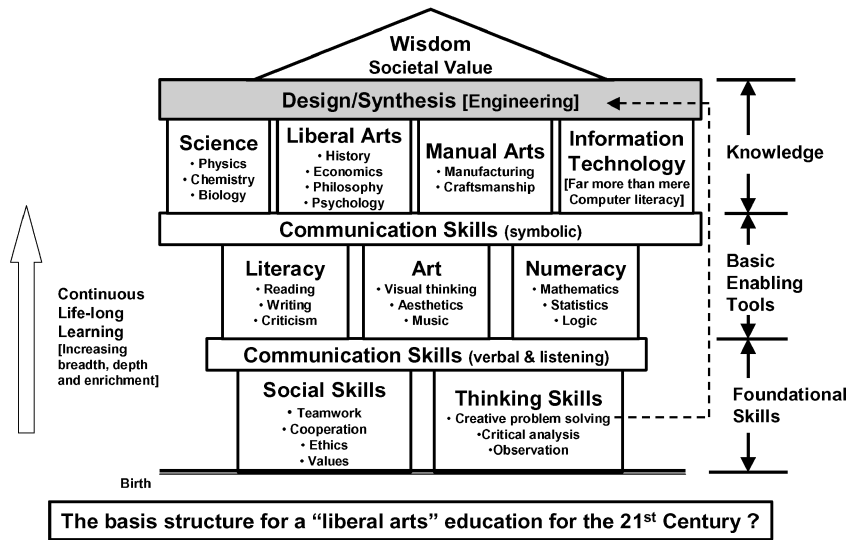 Wisdom
Societal Value
Design/Synthesis [Engineering]
Science
• Physics
• Chemistry
• Biology
Liberal Arts
• History
• Economics
• Philosophy
• Psychology
Manual Arts
• Manufacturing
• Craftsmanship
Information
Technology
[Far more than mere
Computer literacy]
Knowledge
Communication Skills (symbolic)
Literacy
• Reading
• Writing
• Criticism
Art
• Visual thinking
• Aesthetics
• Music
Numeracy
• Mathematics
• Statistics
• Logic
Basic
Enabling
Tools
Continuous
Life-long
Learning
[Increasing
breadth, depth
and enrichment]
Communication Skills (verbal & listening)
Social Skills
• Teamwork
• Cooperation
• Ethics
• Values
Thinking Skills
• Creative problem solving
•Critical analysis
•Observation
Foundational
Skills
Birth
The basis structure for a “liberal arts” education for the 21st Century ?